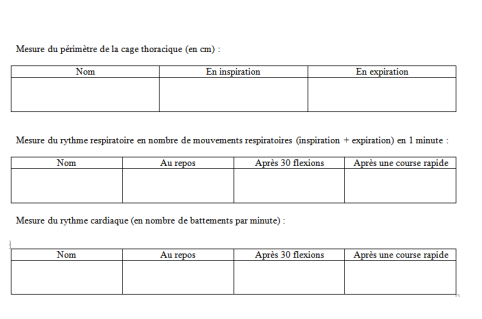 Mesure du périmètre de la cage thoracique (en cm) :
Nom En inspiration En expiration
Mesure du rythme respiratoire en nombre de mouvements respiratoires (inspiration + expiration) en 1 minute :
Nom Au repos Après 30 flexions Après une course rapide
Mesure du rythme cardiaque (en nombre de battements par minute) :
Nom Au repos Après 30 flexions Après une course rapide